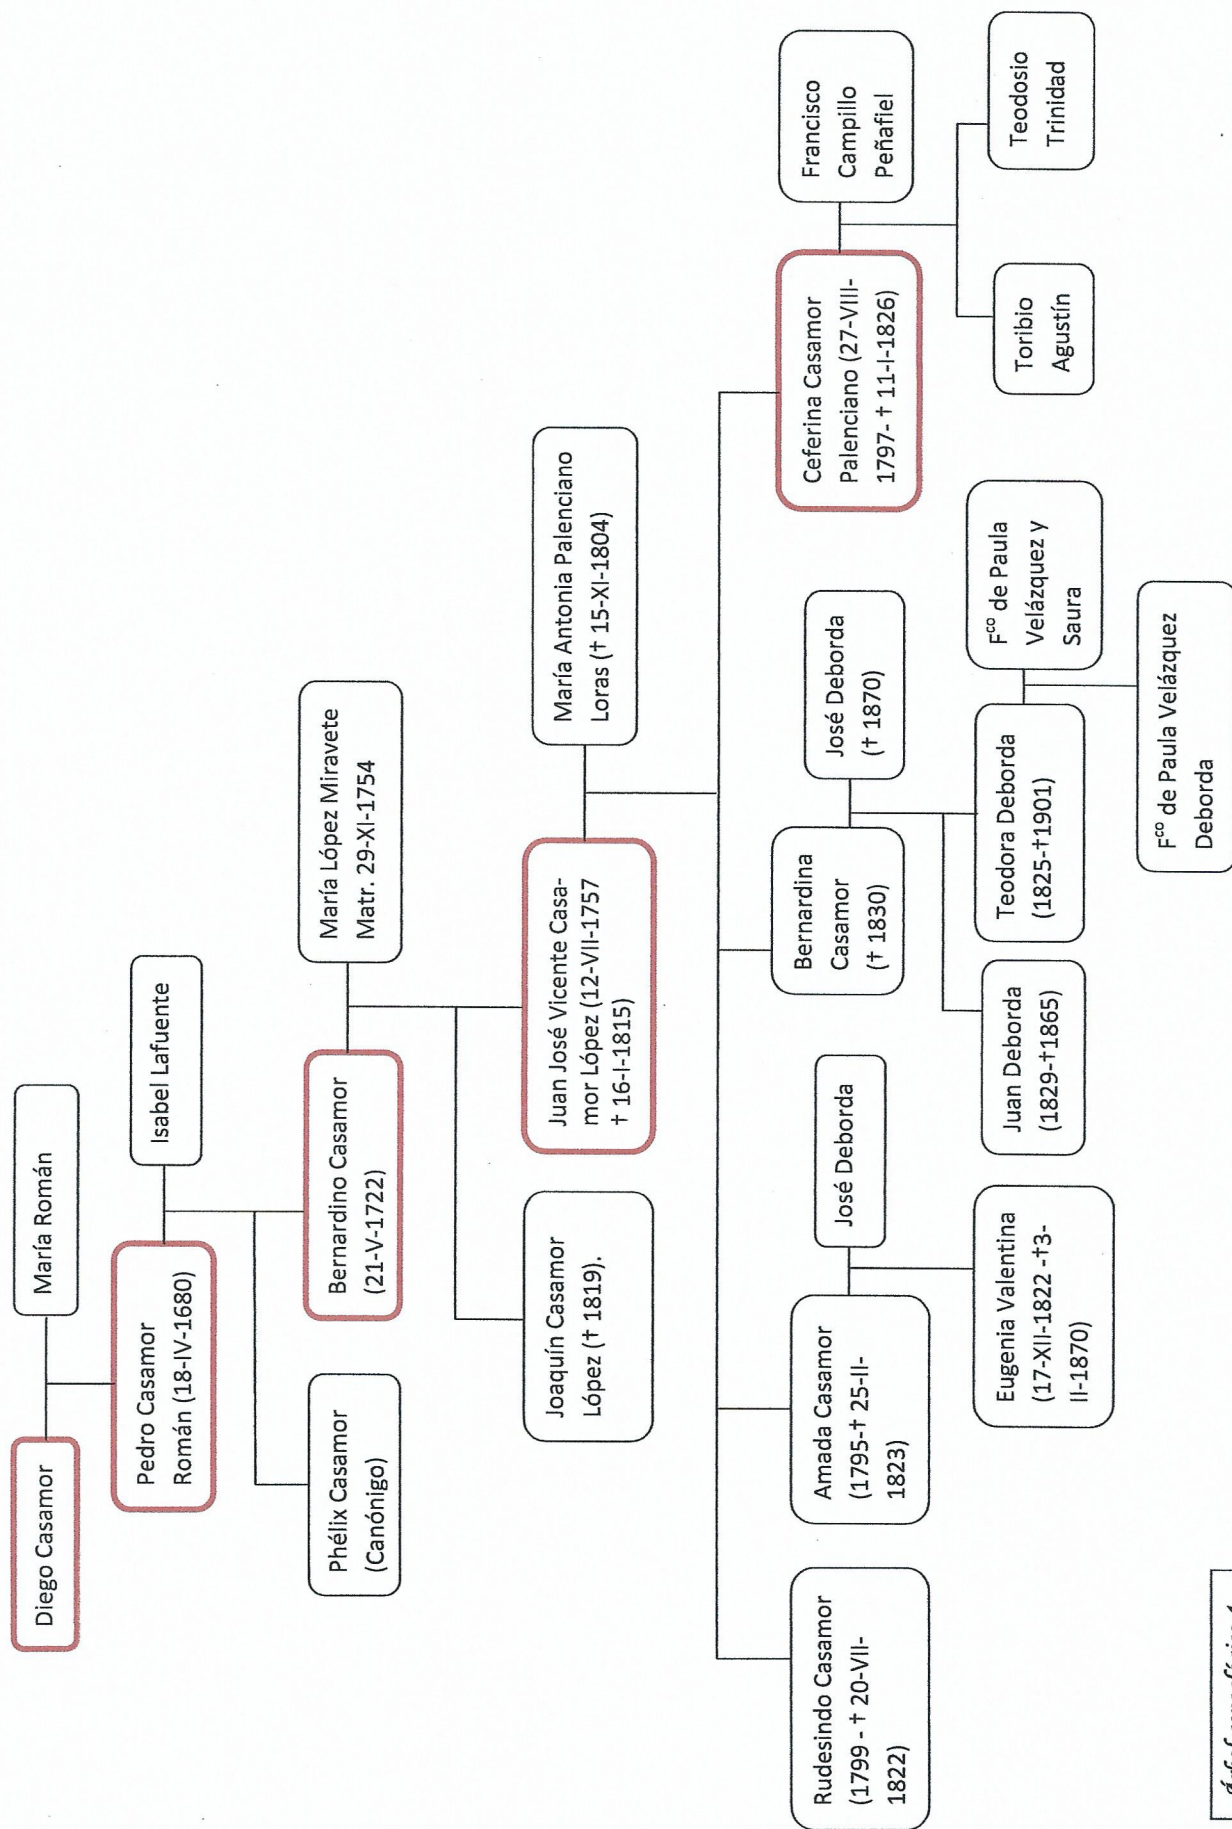 Diego Casamor
María Román
Pedro Casamor
Román (18-IV-1680)
Isabel Lafuente
Phélix Casamor
(Canónigo)
Bernardino Casamor
(21-V-1722)
María López Miravete
Matr. 29-XI-1754
Joaquín Casamor
López († 1819).
Juan José Vicente Casa-
mor López (12-VII-1757
† 16-I-1815)
María Antonia Palenciano
Loras († 15-XI-1804)
Rudesindo Casamor
(1799 - † 20-VII-
1822)
Amada Casamor
(1795-† 25-II-
1823)
José Deborda
Bernardina
Casamor
(† 1830)
José Deborda
(† 1870)
Ceferina Casamor
Palenciano (27-VIII-
1797- † 11-I-1826)
Francisco
Campillo
Peñafiel
Eugenia Valentina
(17-XII-1822 -†3-
II-1870)
Juan Deborda
(1829-†1865)
Teodora Deborda
(1825-†1901)
Fco de Paula
Velázquez y
Saura
Toribio
Agustín
Teodosio
Trinidad
Fco de Paula Velázquez
Deborda